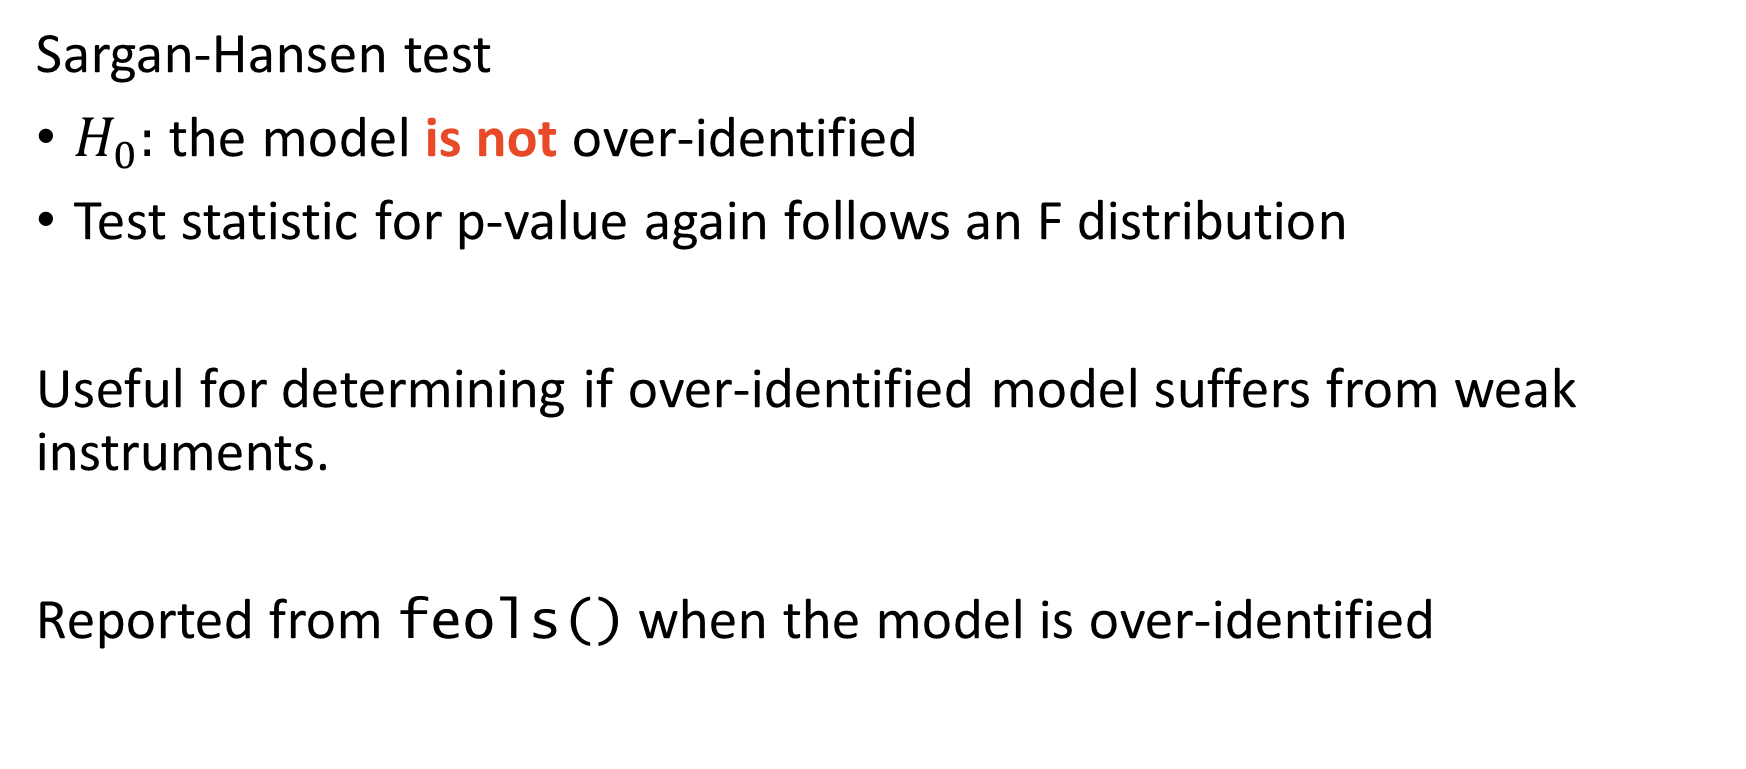 Sargan-Hansen test
• H₀: the model is not over-identified
• Test statistic for p-value again follows an F distribution
Useful for determining if over-identified model suffers from weak
instruments.
Reported from feols() when the model is over-identified